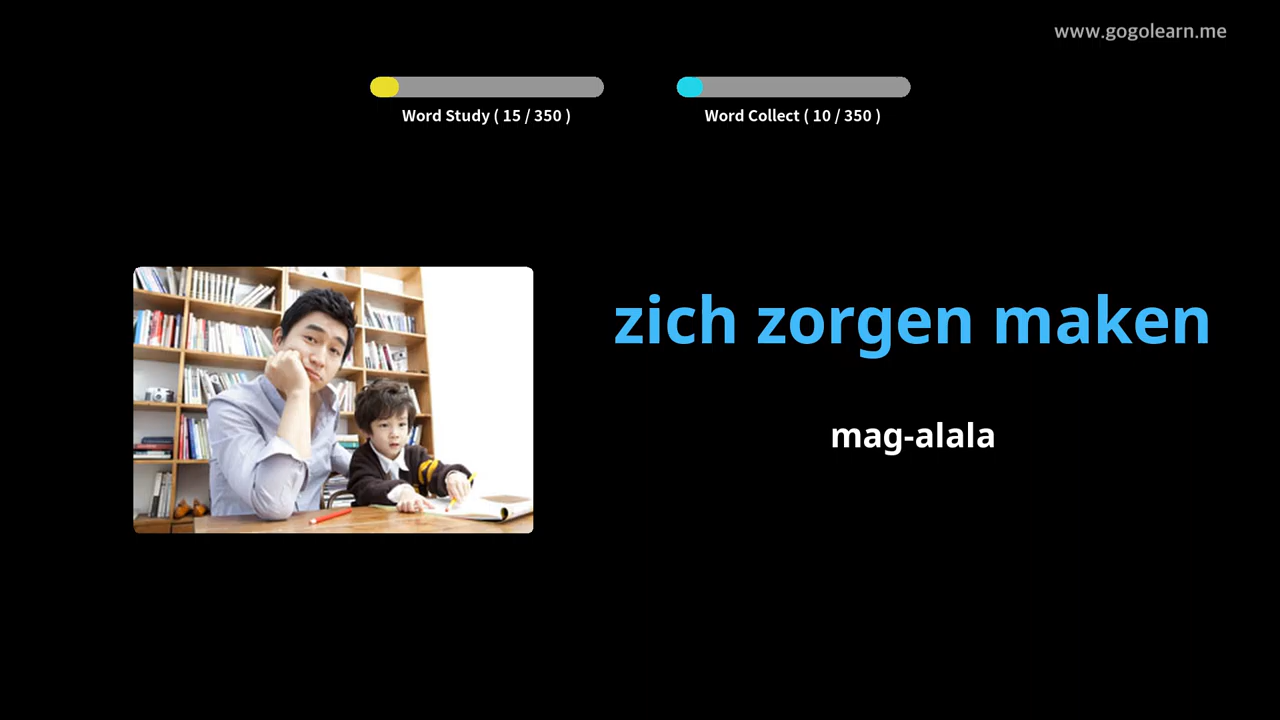 www.gogolearn.me
Word Study ( 15 / 350 )
Word Collect ( 10 / 350 )
zich zorgen maken
mag-alala